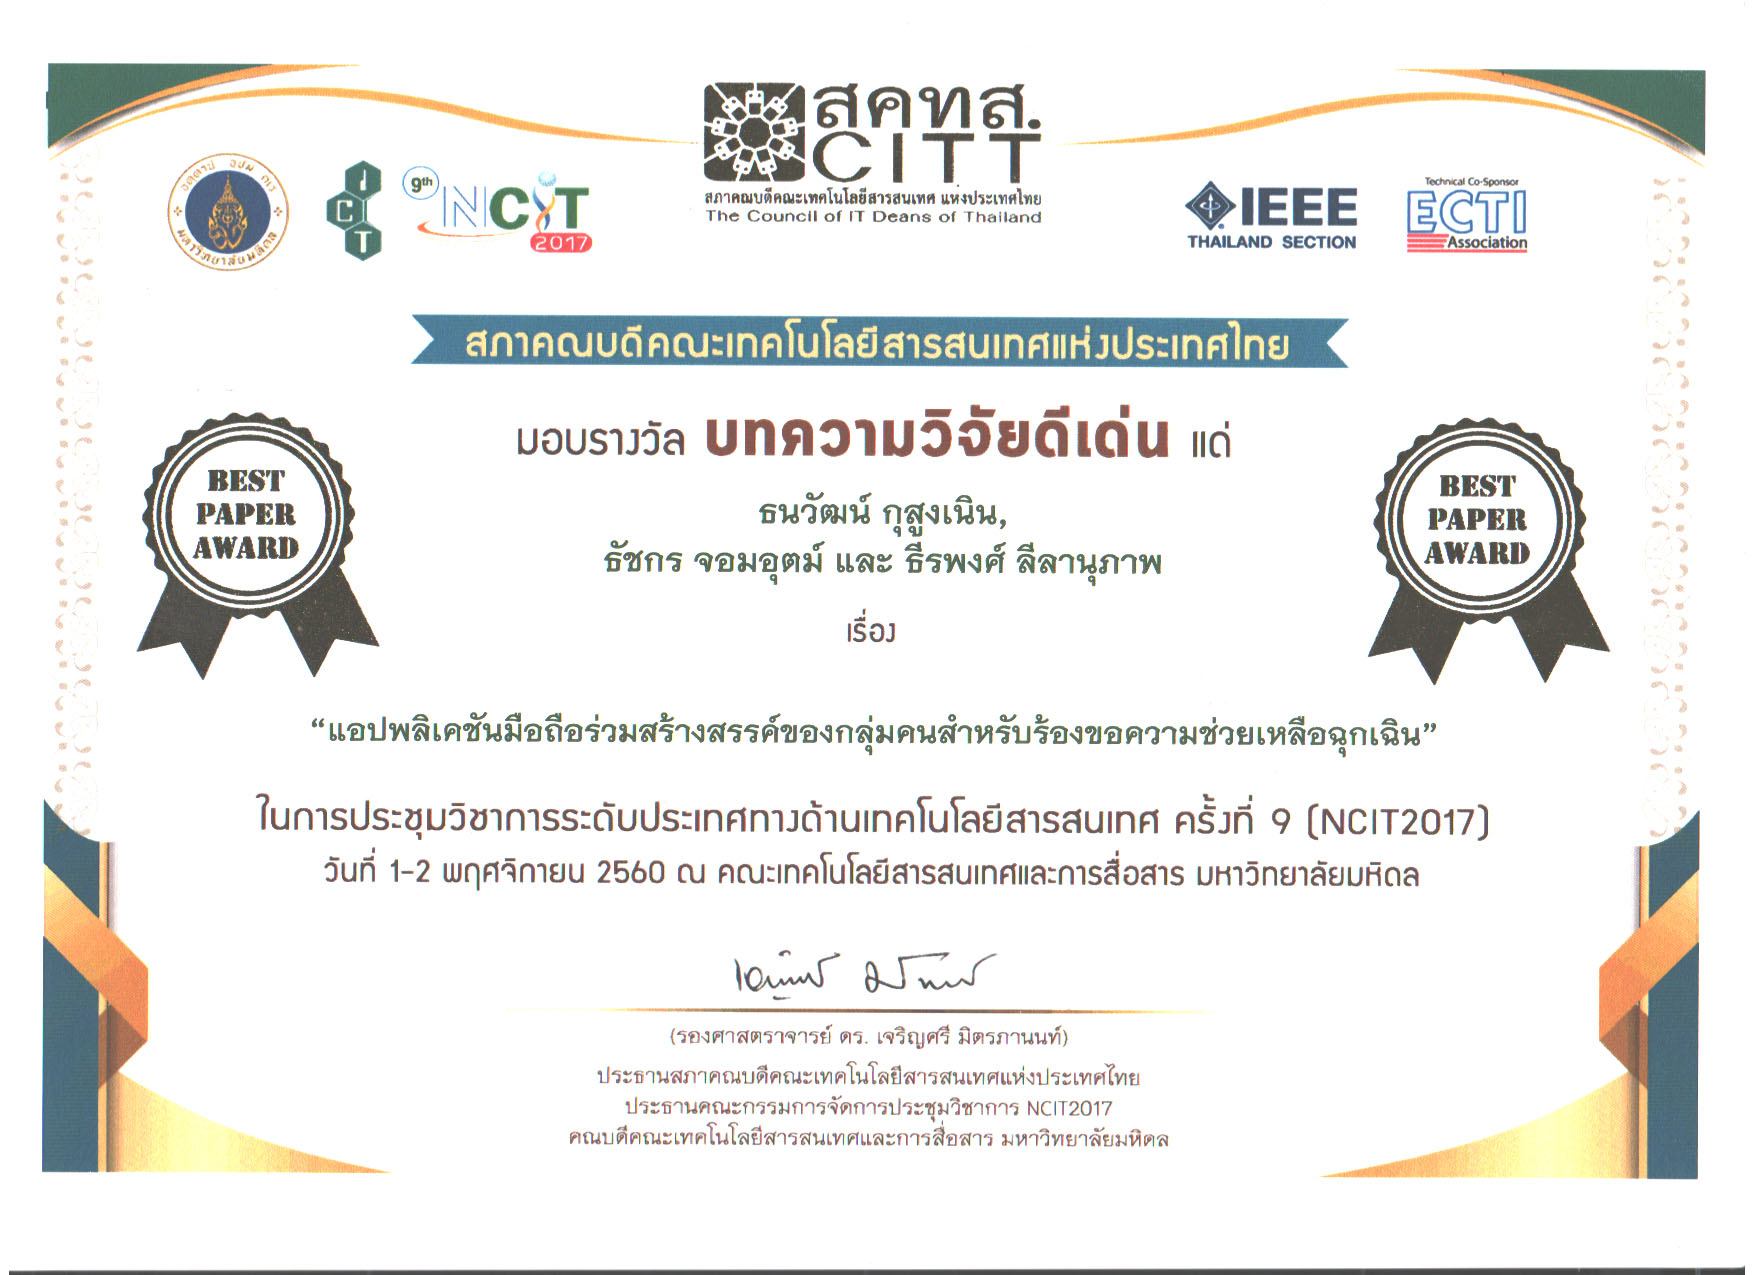 สคทส.
CITT
สภาคณบดีคณะเทคโนโลยีสารสนเทศ แห่งประเทศไทย
The Council of IT Deans of Thailand
มหาวิทยาลัยมหิดล
ICT
9th NCIT
2017
IEEE
THAILAND SECTION
Technical Co-Sponsor
ECTI
Association
สภาคณบดีคณะเทคโนโลยีสารสนเทศแห่งประเทศไทย
มอบรางวัล บทความวิจัยดีเด่น แด่
BEST
PAPER
AWARD
BEST
PAPER
AWARD
ธนวัฒน์ กุสูงเนิน,
ธัชกร จอมอุตม์ และ ธีรพงศ์ ลีลานุภาพ
เรื่อง
“แอปพลิเคชันมือถือร่วมสร้างสรรค์ของกลุ่มคนสำหรับร้องขอความช่วยเหลือฉุกเฉิน”
ในการประชุมวิชาการระดับประเทศทางด้านเทคโนโลยีสารสนเทศ ครั้งที่ 9 (NCIT2017)
วันที่ 1-2 พฤศจิกายน 2560 ณ คณะเทคโนโลยีสารสนเทศและการสื่อสาร มหาวิทยาลัยมหิดล
(รองศาสตราจารย์ ดร. เจริญศรี มิตรภานนท์)
ประธานสภาคณบดีคณะเทคโนโลยีสารสนเทศแห่งประเทศไทย
ประธานคณะกรรมการจัดการประชุมวิชาการ NCIT2017
คณบดีคณะเทคโนโลยีสารสนเทศและการสื่อสาร มหาวิทยาลัยมหิดล